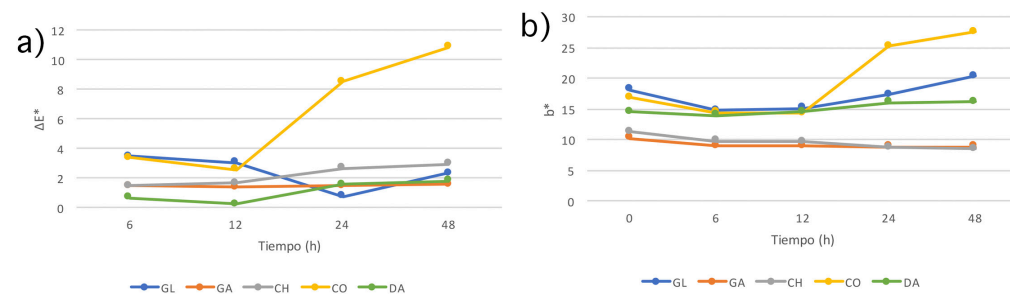 a)
12
10
8
6
4
2
0
ΔE*
6 12 24 48
Tiempo (h)
GL GA CH CO DA
b)
30
25
20
15
10
5
0
b*
0 6 12 24 48
Tiempo (h)
GL GA CH CO DA